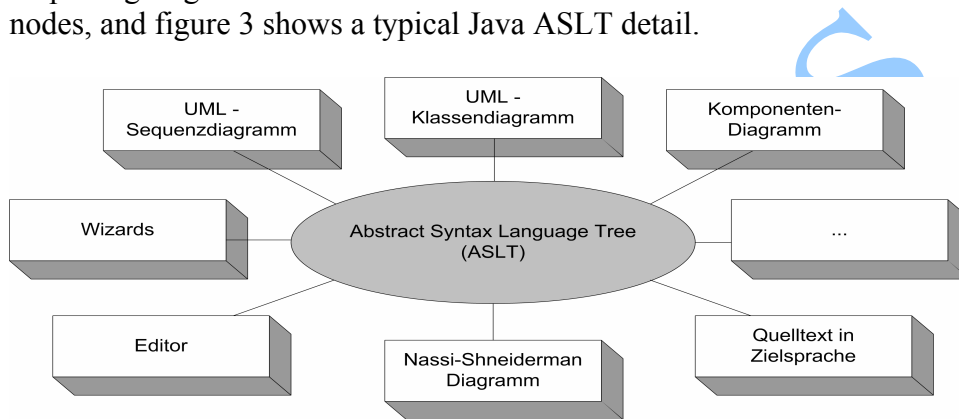 nodes, and figure 3 shows a typical Java ASLT detail.
UML -
Sequenzdiagramm
UML -
Klassendiagramm
Komponenten-
Diagramm
Wizards
Abstract Syntax Language Tree
(ASLT)
...
Editor
Nassi-Shneiderman
Diagramm
Quelltext in
Zielsprache